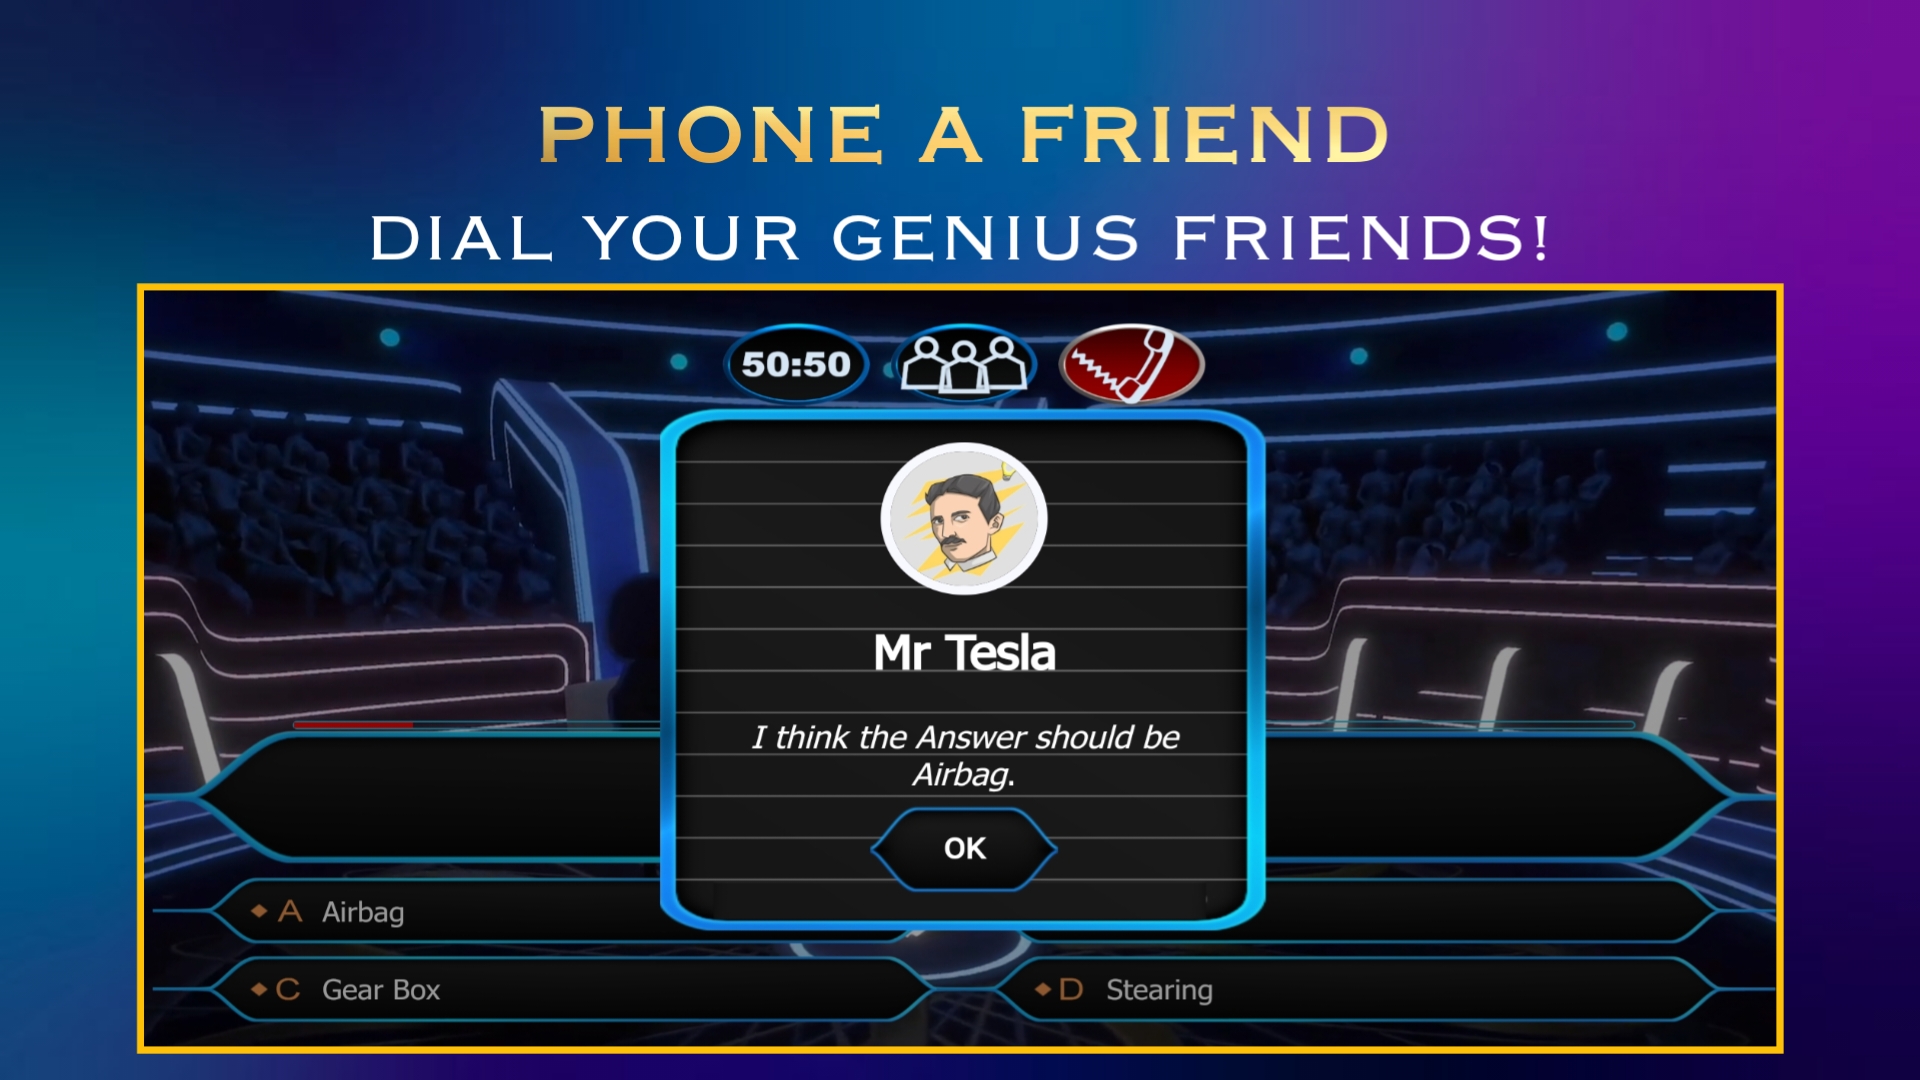 PHONE A FRIEND
DIAL YOUR GENIUS FRIENDS!
50:50
Mr Tesla
I think the Answer should be
Airbag.
OK
A Airbag
C Gear Box
D Stearing